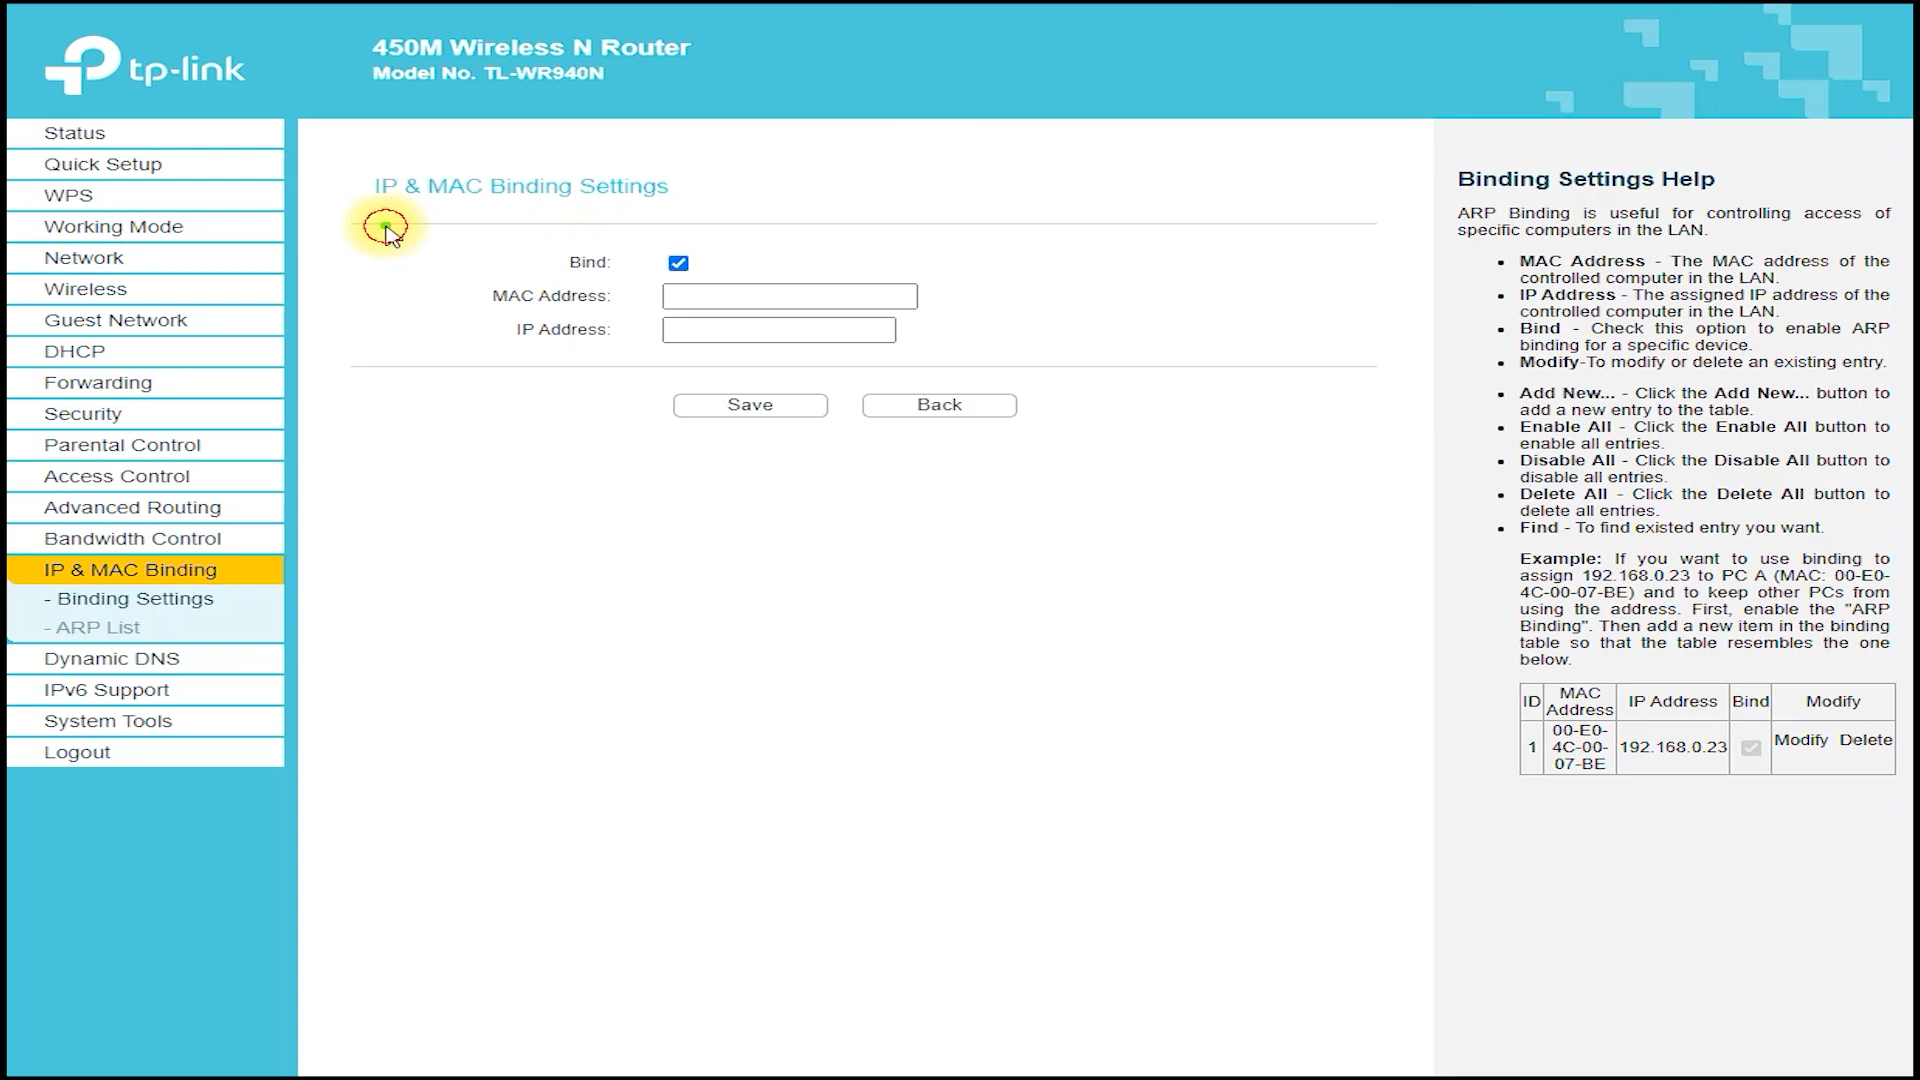 tp-link
450M Wireless N Router
Model No. TL-WR940N
Status
Quick Setup
WPS
Working Mode
Network
Wireless
Guest Network
DHCP
Forwarding
Security
Parental Control
Access Control
Advanced Routing
Bandwidth Control
IP & MAC Binding
- Binding Settings
- ARP List
Dynamic DNS
IPv6 Support
System Tools
Logout
IP & MAC Binding Settings
Bind:
MAC Address:
IP Address:
Save Back
Binding Settings Help
ARP Binding is useful for controlling access of
specific computers in the LAN.
MAC Address - The MAC address of the
controlled computer in the LAN.
IP Address - The assigned IP address of the
controlled computer in the LAN.
Bind - Check this option to enable ARP
binding for a specific device.
Modify-To modify or delete an existing entry.
Add New... - Click the Add New... button to
add a new entry to the table.
Enable All - Click the Enable All button to
enable all entries.
Disable All - Click the Disable All button to
disable all entries.
Delete All - Click the Delete All button to
delete all entries.
Find - To find existed entry you want.
Example: If you want to use binding to
assign 192.168.0.23 to PC A (MAC: 00-E0-
4C-00-07-BE) and to keep other PCs from
using the address. First, enable the "ARP
Binding". Then add a new item in the binding
table so that the table resembles the one
below.
ID MAC Address IP Address Bind Modify
1 00-E0-4C-00-07-BE 192.168.0.23 Modify Delete